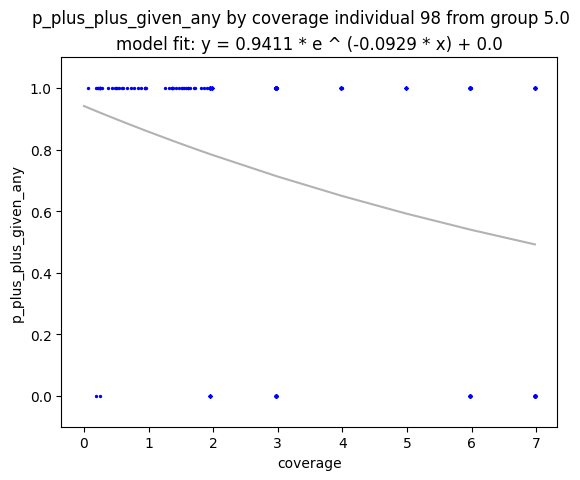 p_plus_plus_given_any by coverage individual 98 from group 5.0
model fit: y = 0.9411 * e ^ (-0.0929 * x) + 0.0
p_plus_plus_given_any
1.0
0.8
0.6
0.4
0.2
0.0
0 1 2 3 4 5 6 7
coverage